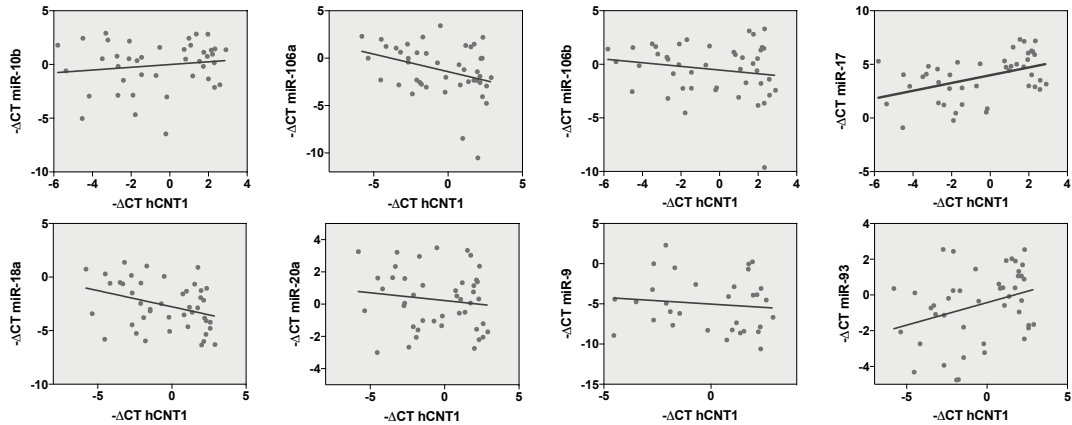 5
0
-5
-10
-6 -4 -2 0 2 4
-ΔCT miR-10b
-ΔCT hCNT1
5
0
-5
-10
-5 0 5
-ΔCT miR-106a
-ΔCT hCNT1
5
0
-5
-10
-6 -4 -2 0 2 4
-ΔCT miR-106b
-ΔCT hCNT1
10
5
0
-5
-6 -4 -2 0 2 4
-ΔCT miR-17
-ΔCT hCNT1
5
0
-5
-10
-5 0 5
-ΔCT miR-18a
-ΔCT hCNT1
4
2
0
-2
-4
-5 0 5
-ΔCT miR-20a
-ΔCT hCNT1
5
0
-5
-10
-15
-5 0
-ΔCT miR-9
-ΔCT hCNT1
4
2
0
-2
-4
-5 0 5
-ΔCT miR-93
-ΔCT hCNT1